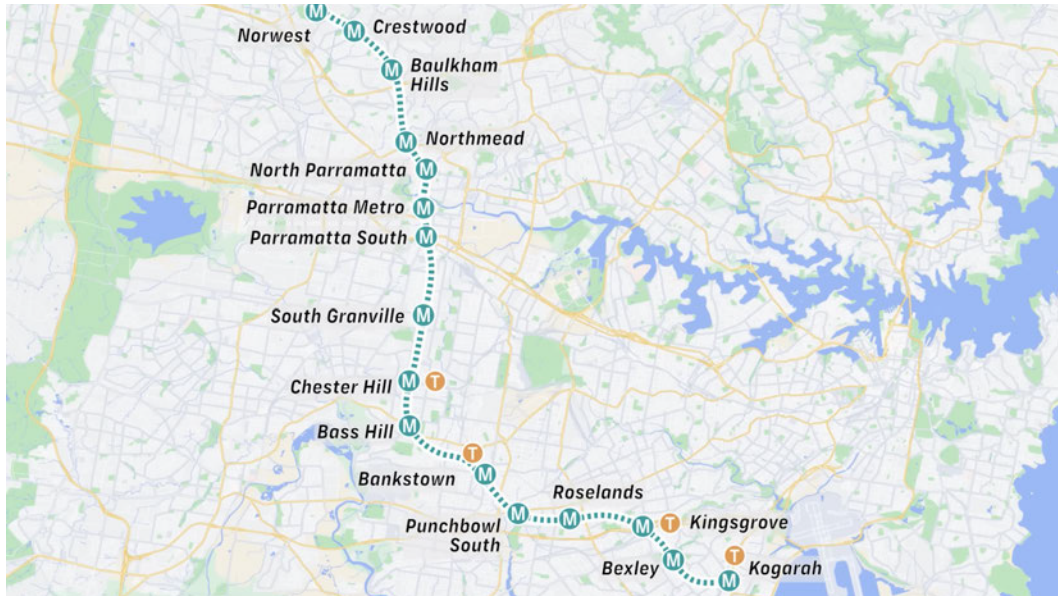 M
Norwest
M
Crestwood
M
Baulkham
Hills
M
Northmead
North Parramatta
M
Parramatta Metro
M
Parramatta South
M
South Granville
M
Chester Hill
M
T
Bass Hill
M
T
Bankstown
M
Roselands
Punchbowl
South
M
M
M
T
Kingsgrove
Bexley
M
T
Kogarah
M